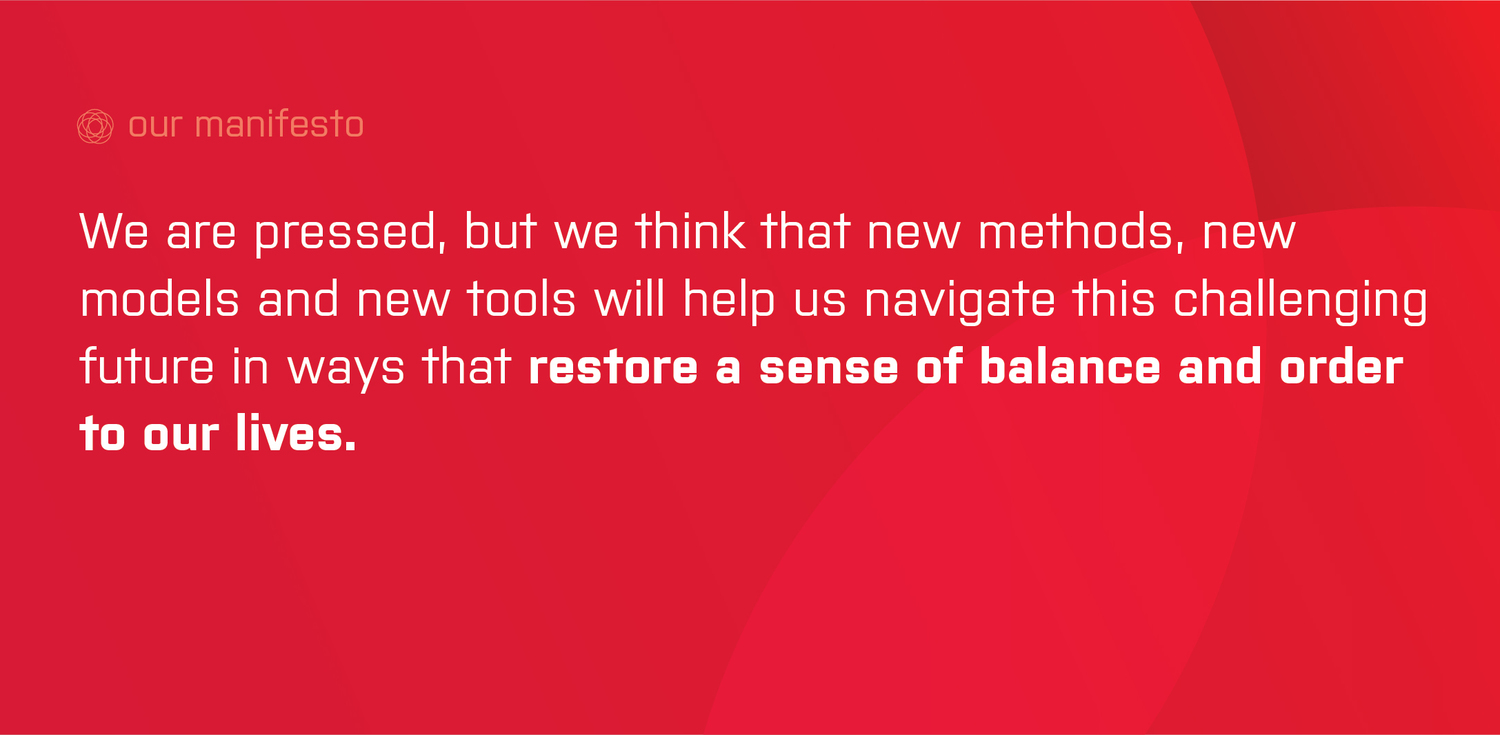 our manifesto
We are pressed, but we think that new methods, new
models and new tools will help us navigate this challenging
future in ways that restore a sense of balance and order
to our lives.